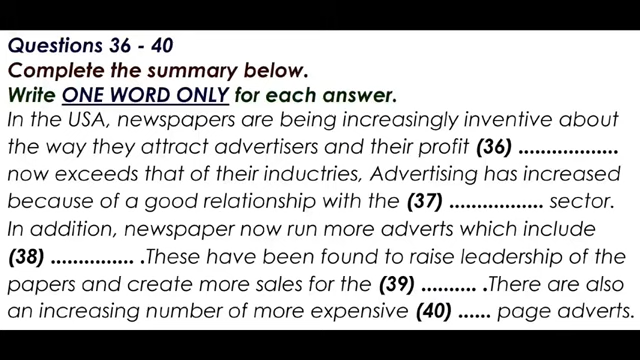 Questions 36 - 40
Complete the summary below.
Write ONE WORD ONLY for each answer.
In the USA, newspapers are being increasingly inventive about
the way they attract advertisers and their profit (36) ..................
now exceeds that of their inductries, Advertising has increased
because of a good relationship with the (37) ................. sector.
In addition, newspaper now run more adverts which include
(38) ............... .These have been found to raise leadership of the
papers and create more sales for the (39) .......... .There are also
an increasing number of more expensive (40) ...... page adverts.